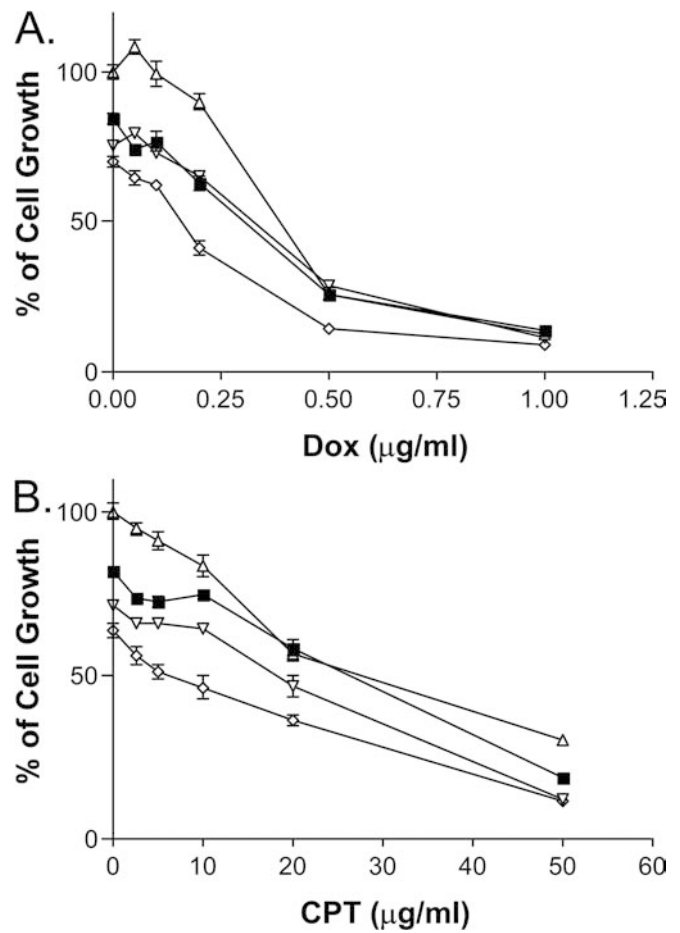 A.
% of Cell Growth
100
50
0
0.00 0.25 0.50 0.75 1.00 1.25
Dox (μg/ml)
B.
% of Cell Growth
100
50
0
0 10 20 30 40 50 60
CPT (μg/ml)